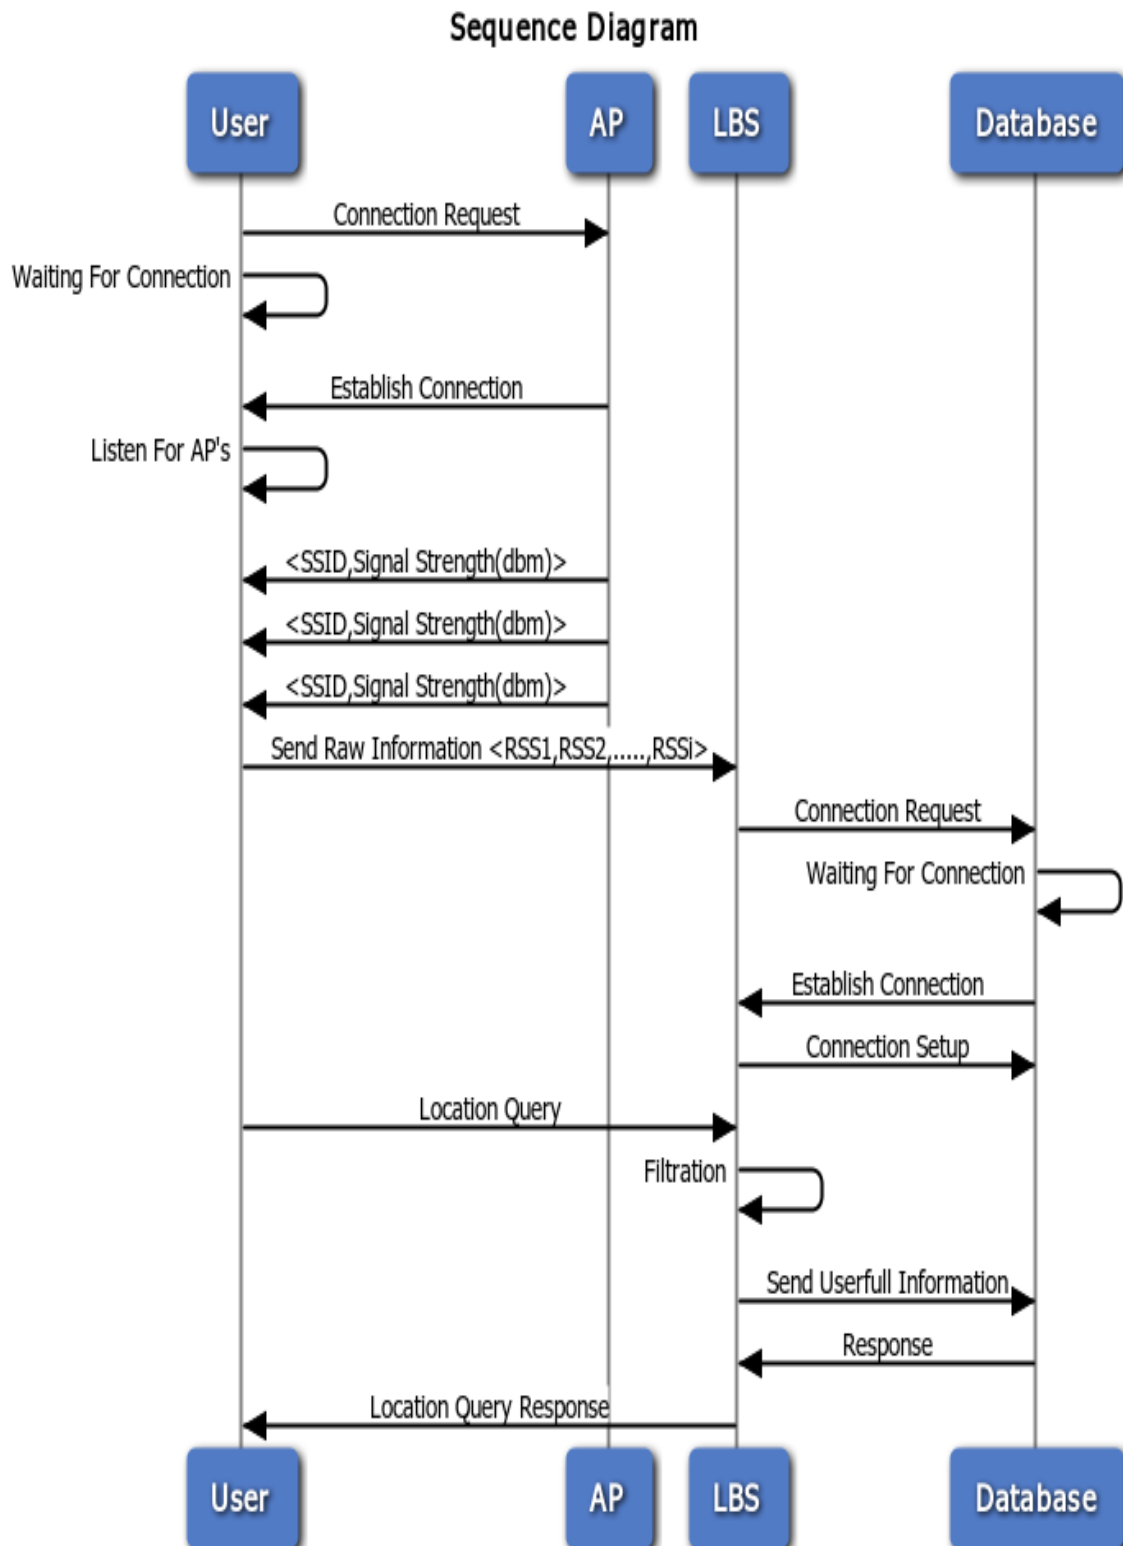 Sequence Diagram
User
AP
LBS
Database
Connection Request
Waiting For Connection
Establish Connection
Listen For AP's
<SSID,Signal Strength(dbm)>
<SSID,Signal Strength(dbm)>
<SSID,Signal Strength(dbm)>
Send Raw Information <RSS1,RSS2,.....,RSSi>
Connection Request
Waiting For Connection
Establish Connection
Connection Setup
Location Query
Filtration
Send Userfull Information
Response
Location Query Response
User
AP
LBS
Database